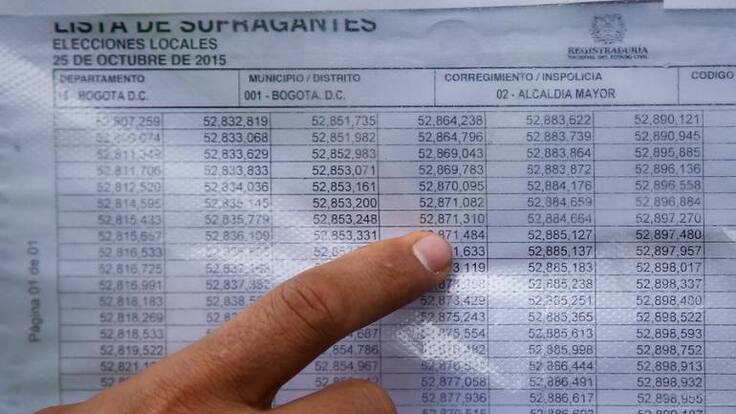 LISTA DE SUFRAGANTES
ELECCIONES LOCALES
25 DE OCTUBRE DE 2015
REGISTRADURÍA
NACIONAL DEL ESTADO CIVIL
DEPARTAMENTO MUNICIPIO / DISTRITO CORREGIMIENTO / INSPOLICIA CODIGO
BOGOTA D.C. 001 - BOGOTA. D.C. 02 - ALCALDIA MAYOR
52,832,819 52,851,735 52,864,238 52,883,622 52,890,121
52,833,068 52,851,982 52,864,796 52,883,739 52,890,945
52,833,629 52,852,983 52,869,043 52,883,864 52,895,885
52,811,706 52,833,833 52,853,071 52,869,783 52,883,872 52,896,136
52,812,520 52,834,036 52,853,161 52,870,095 52,884,176 52,896,558
52,814,595 52,853,200 52,871,082 52,884,659 52,896,884
52,815,433 52,835,779 52,853,248 52,871,310 52,884,664 52,897,270
52,815,657 52,836,109 52,853,331 52,871,484 52,885,127 52,897,480
52,816,533 52,885,137 52,897,957
52,816,725 52,885,183 52,898,017
52,816,991 52,885,238 52,898,337
52,818,183 52,873,429 52,885,251 52,898,480
52,818,269 52,875,243 52,885,365 52,898,522
52,818,533 52,885,613 52,898,593
52,819,522 52,885,998 52,898,752
52,854,967 52,886,444 52,898,913
52,877,058 52,886,491 52,898,932
52,877,936 52,886,617 52,898,955
Página 01 de 01